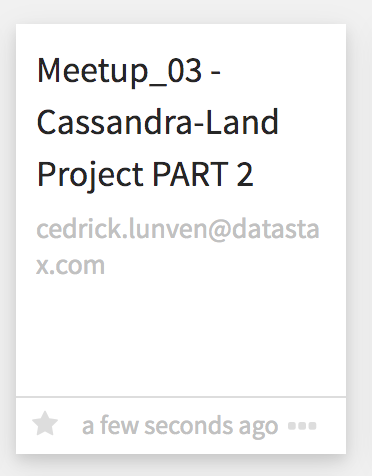 Meetup_03 -
Cassandra-Land
Project PART 2
cedrick.lunven@datasta
x.com
a few seconds ago